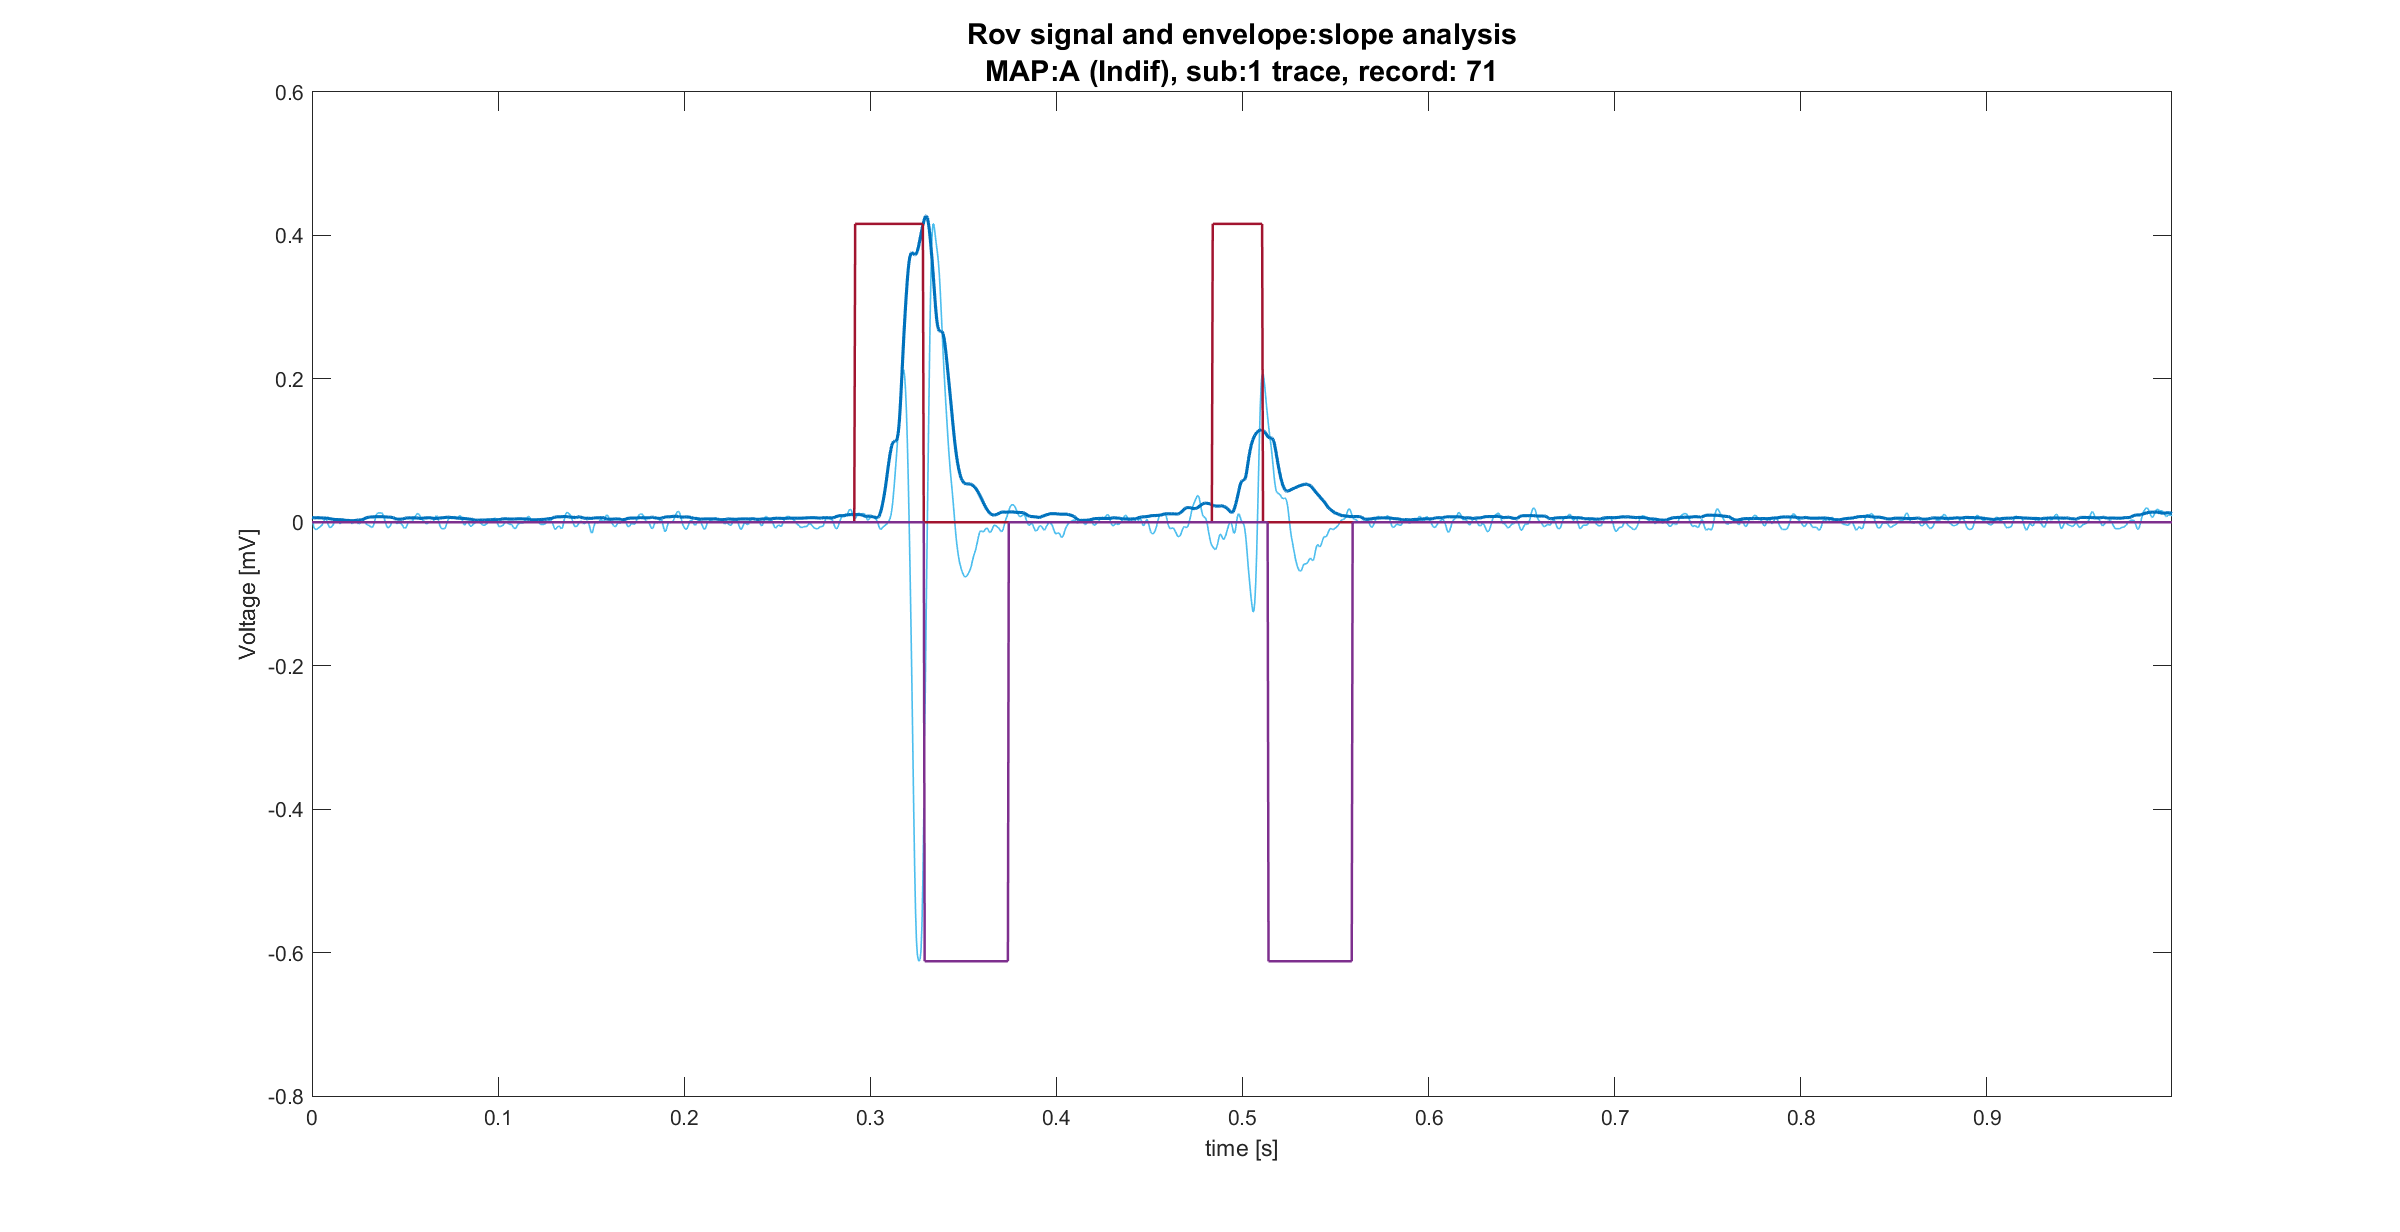 Rov signal and envelope:slope analysis
MAP:A (Indif), sub:1 trace, record: 71
0.6
0.4
0.2
0
-0.2
-0.4
-0.6
-0.8
Voltage [mV]
0 0.1 0.2 0.3 0.4 0.5 0.6 0.7 0.8 0.9
time [s]